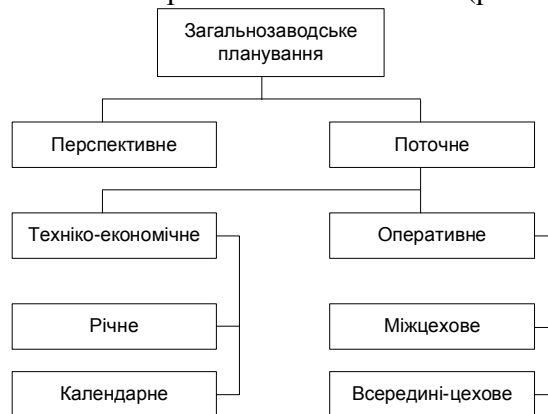 Загальнозаводське
планування
Перспективне
Поточне
Техніко-економічне
Оперативне
Річне
Міжцехове
Календарне
Всередині-цехове